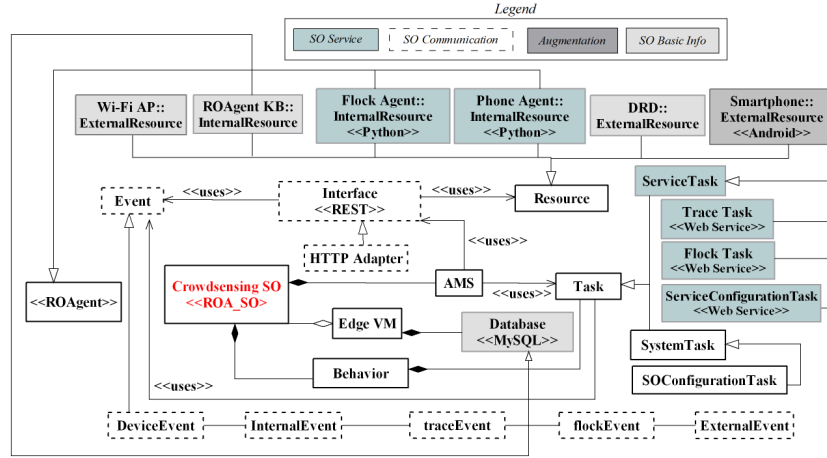 Legend
SO Service
SO Communication
Augmentation
SO Basic Info
Wi-Fi AP::
ExternalResource
ROAgent KB::
InternalResource
Flock Agent::
InternalResource
<<Python>>
Phone Agent::
InternalResource
<<Python>>
DRD::
ExternalResource
Smartphone::
ExternalResource
<<Android>>
Event
<<uses>>
Interface
<<REST>>
<<uses>>
Resource
ServiceTask
Trace Task
<<Web Service>>
<<uses>>
HTTP Adapter
Flock Task
<<Web Service>>
<<ROAgent>>
Crowdsensing SO
<<ROA_SO>
AMS
<<uses>>
Task
ServiceConfigurationTask
<<Web Service>>
Edge VM
Database
<<MySQL>>
SystemTask
Behavior
SOConfigurationTask
<<uses>>
DeviceEvent
InternalEvent
traceEvent
flockEvent
ExternalEvent